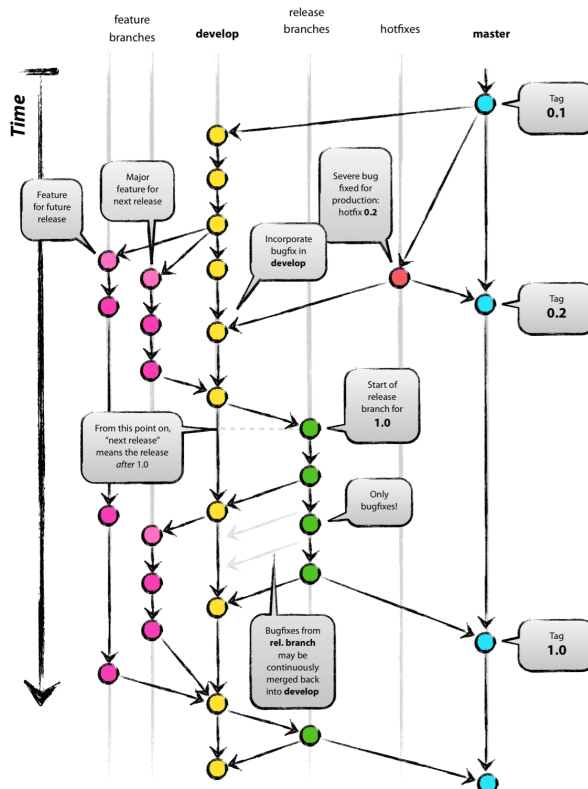 feature
branches
develop
release
branches
hotfixes
master
Time
Tag
0.1
Major
feature for
next release
Feature
for future
release
Severe bug
fixed for
production:
hotfix 0.2
Incorporate
bugfix in
develop
Tag
0.2
Start of
release
branch for
1.0
From this point on,
“next release”
means the release
after 1.0
Only
bugfixes!
Bugfixes from
rel. branch
may be
continuously
merged back
into develop
Tag
1.0